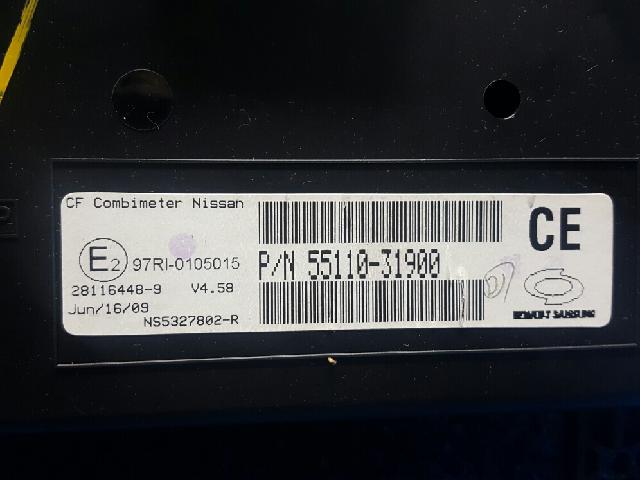 CF Combimeter Nissan
E2 97RI-0105015
28116448-9 V4.58
Jun/16/09
NS5327802-R
P/N 55110-31900
CE
RENAULT SAMSUNG